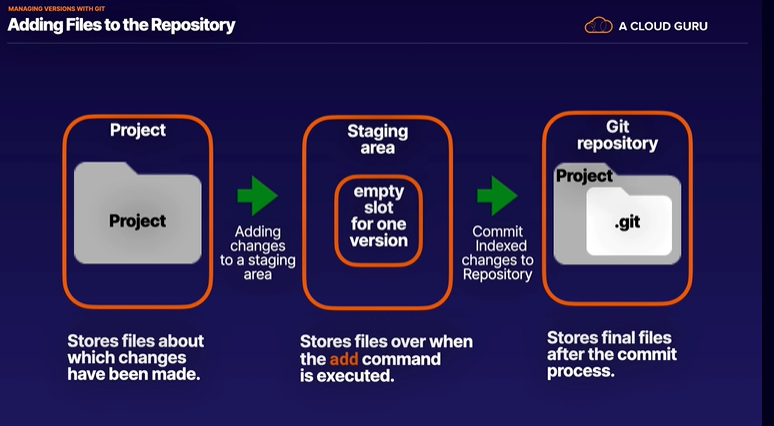 MANAGING VERSIONS WITH GIT
Adding Files to the Repository
A CLOUD GURU
Project
Project
Adding
changes
to a staging
area
Staging
area
empty
slot
for one
version
Commit
Indexed
changes to
Repository
Git
repository
Project
.git
Stores files about
which changes
have been made.
Stores files over when
the add command
is executed.
Stores final files
after the commit
process.